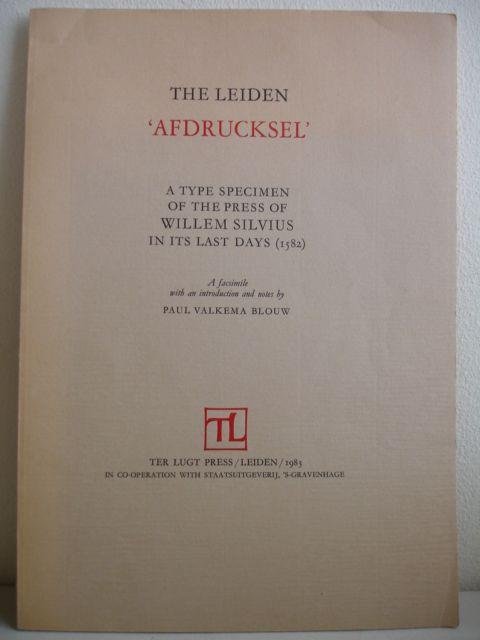 THE LEIDEN
'AFDRUCKSEL'
A TYPE SPECIMEN
OF THE PRESS OF
WILLEM SILVIUS
IN ITS LAST DAYS (1582)
A facsimile
with an introduction and notes by
PAUL VALKEMA BLOUW
TL
TER LUGT PRESS/LEIDEN/1983
IN CO-OPERATION WITH STAATSUITGEVERIJ, 'S-GRAVENHAGE